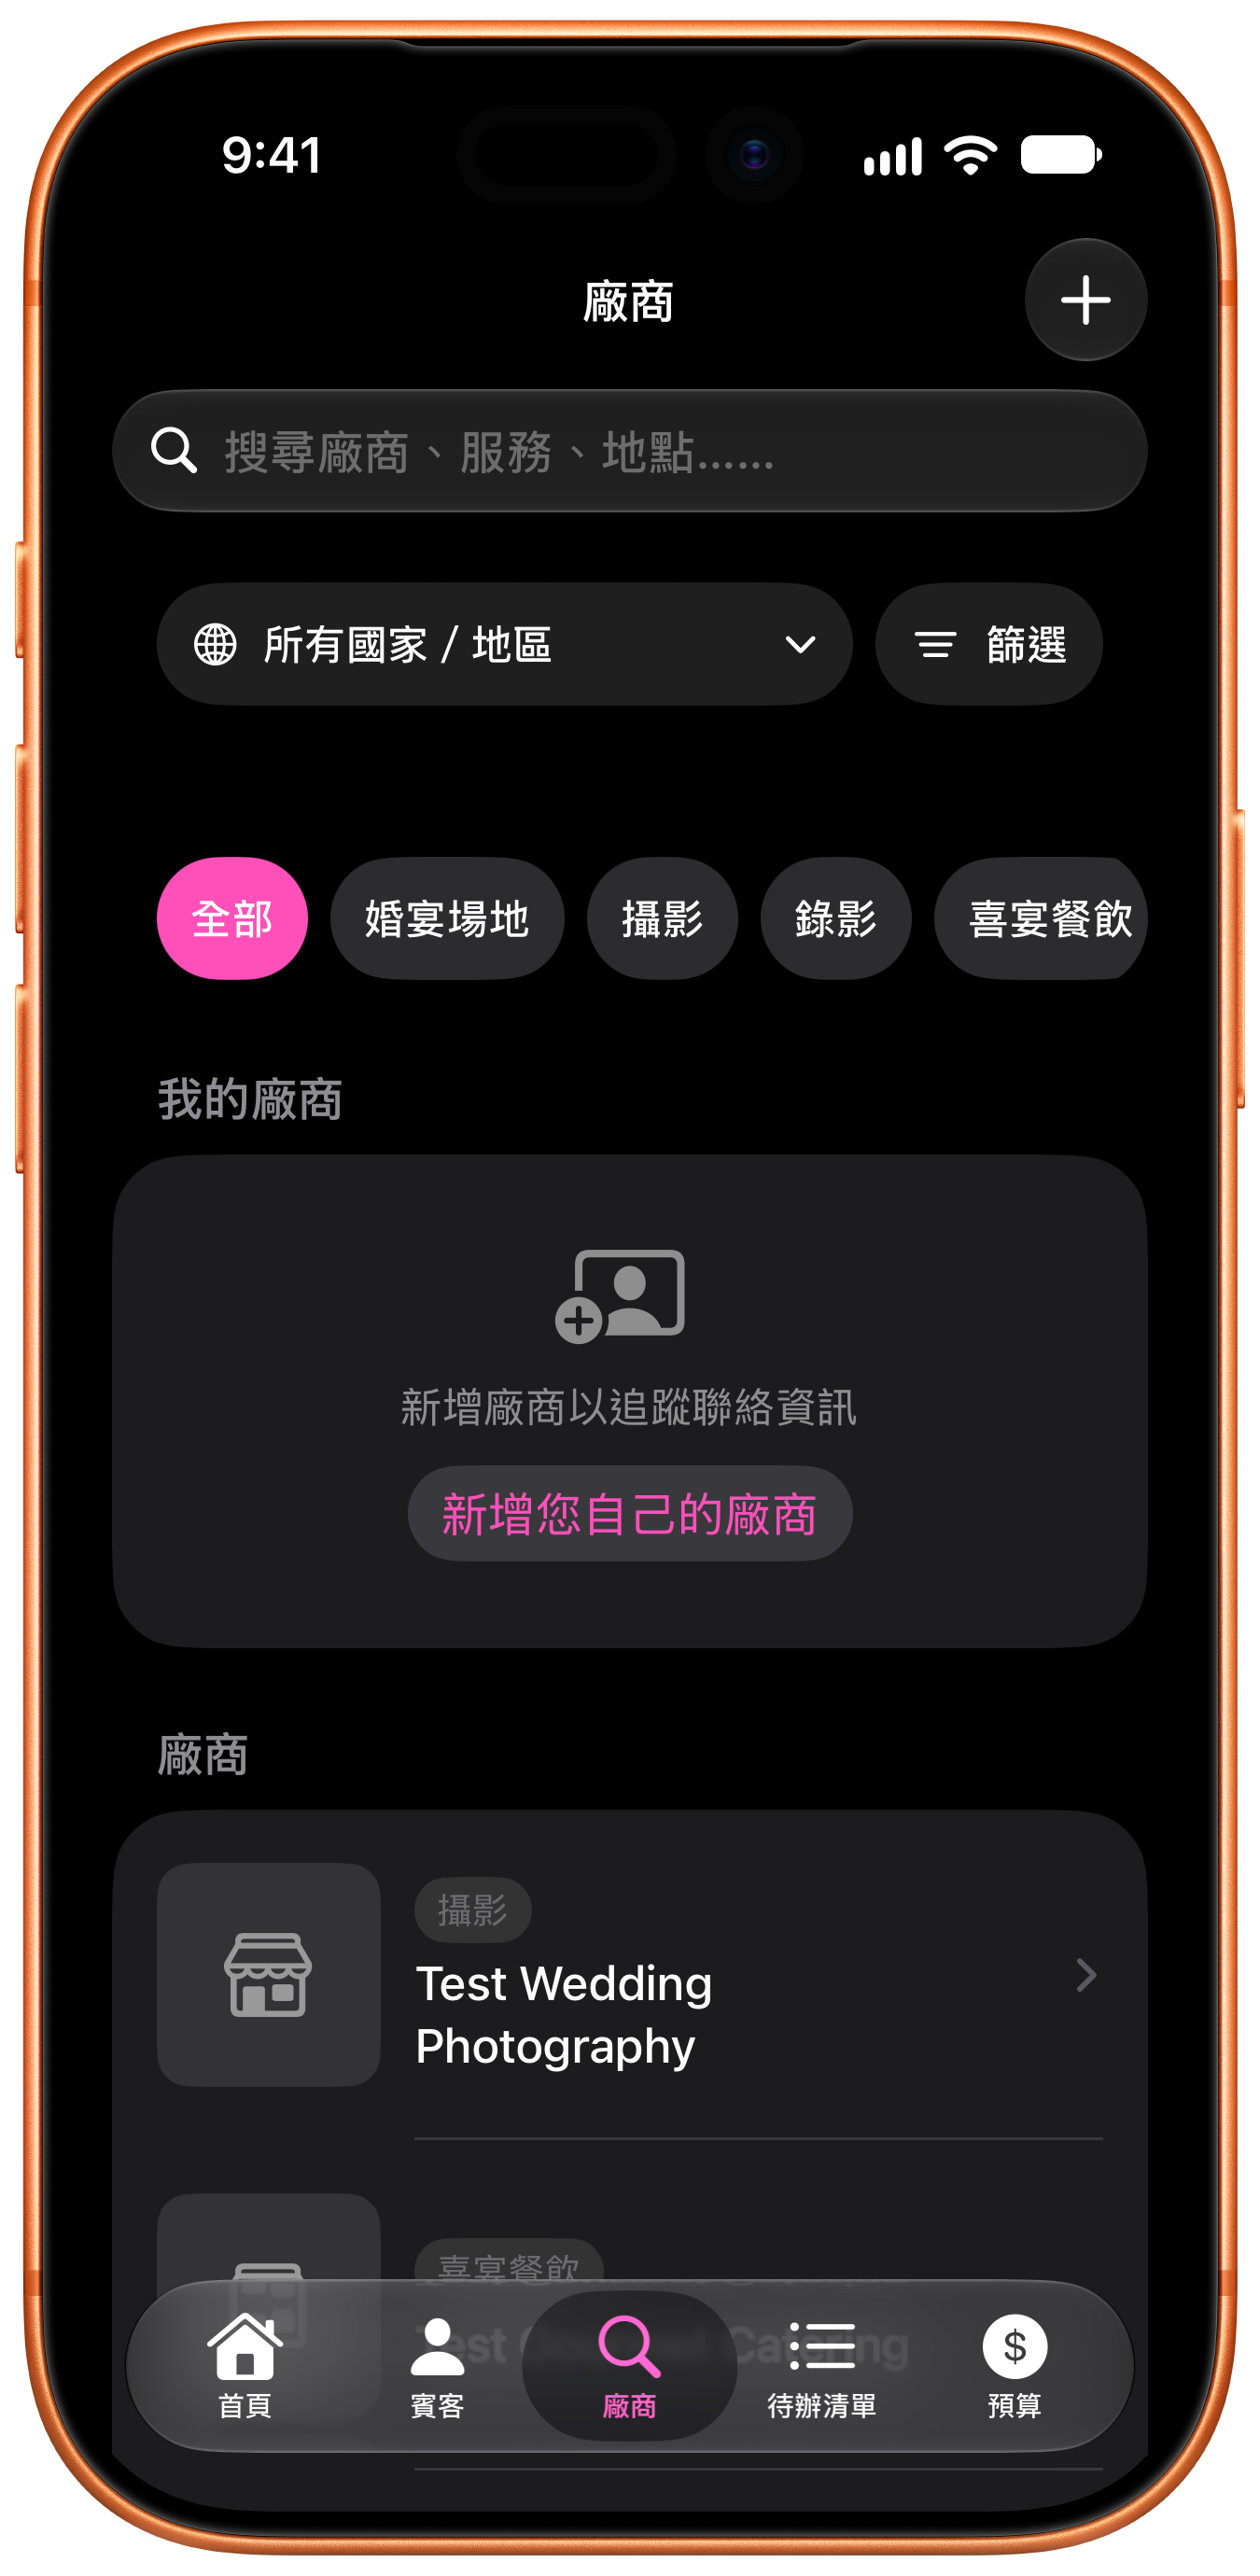 9:41
廠商
搜尋廠商、服務、地點......
所有國家 / 地區
篩選
全部
婚宴場地
攝影
錄影
喜宴餐飲
我的廠商
新增廠商以追蹤聯絡資訊
新增您自己的廠商
廠商
攝影
Test Wedding
Photography
喜宴餐飲
Catering
首頁
賓客
廠商
待辦清單
預算